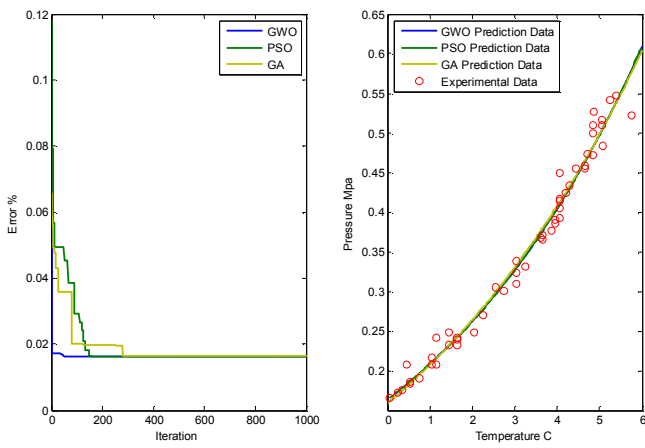 0.12
0.1
0.08
0.06
0.04
0.02
0
Error %
0 200 400 600 800 1000
Iteration
GWO
PSO
GA
0.65
0.6
0.55
0.5
0.45
0.4
0.35
0.3
0.25
0.2
Pressure Mpa
0 1 2 3 4 5 6
Temperature C
GWO Prediction Data
PSO Prediction Data
GA Prediction Data
Experimental Data